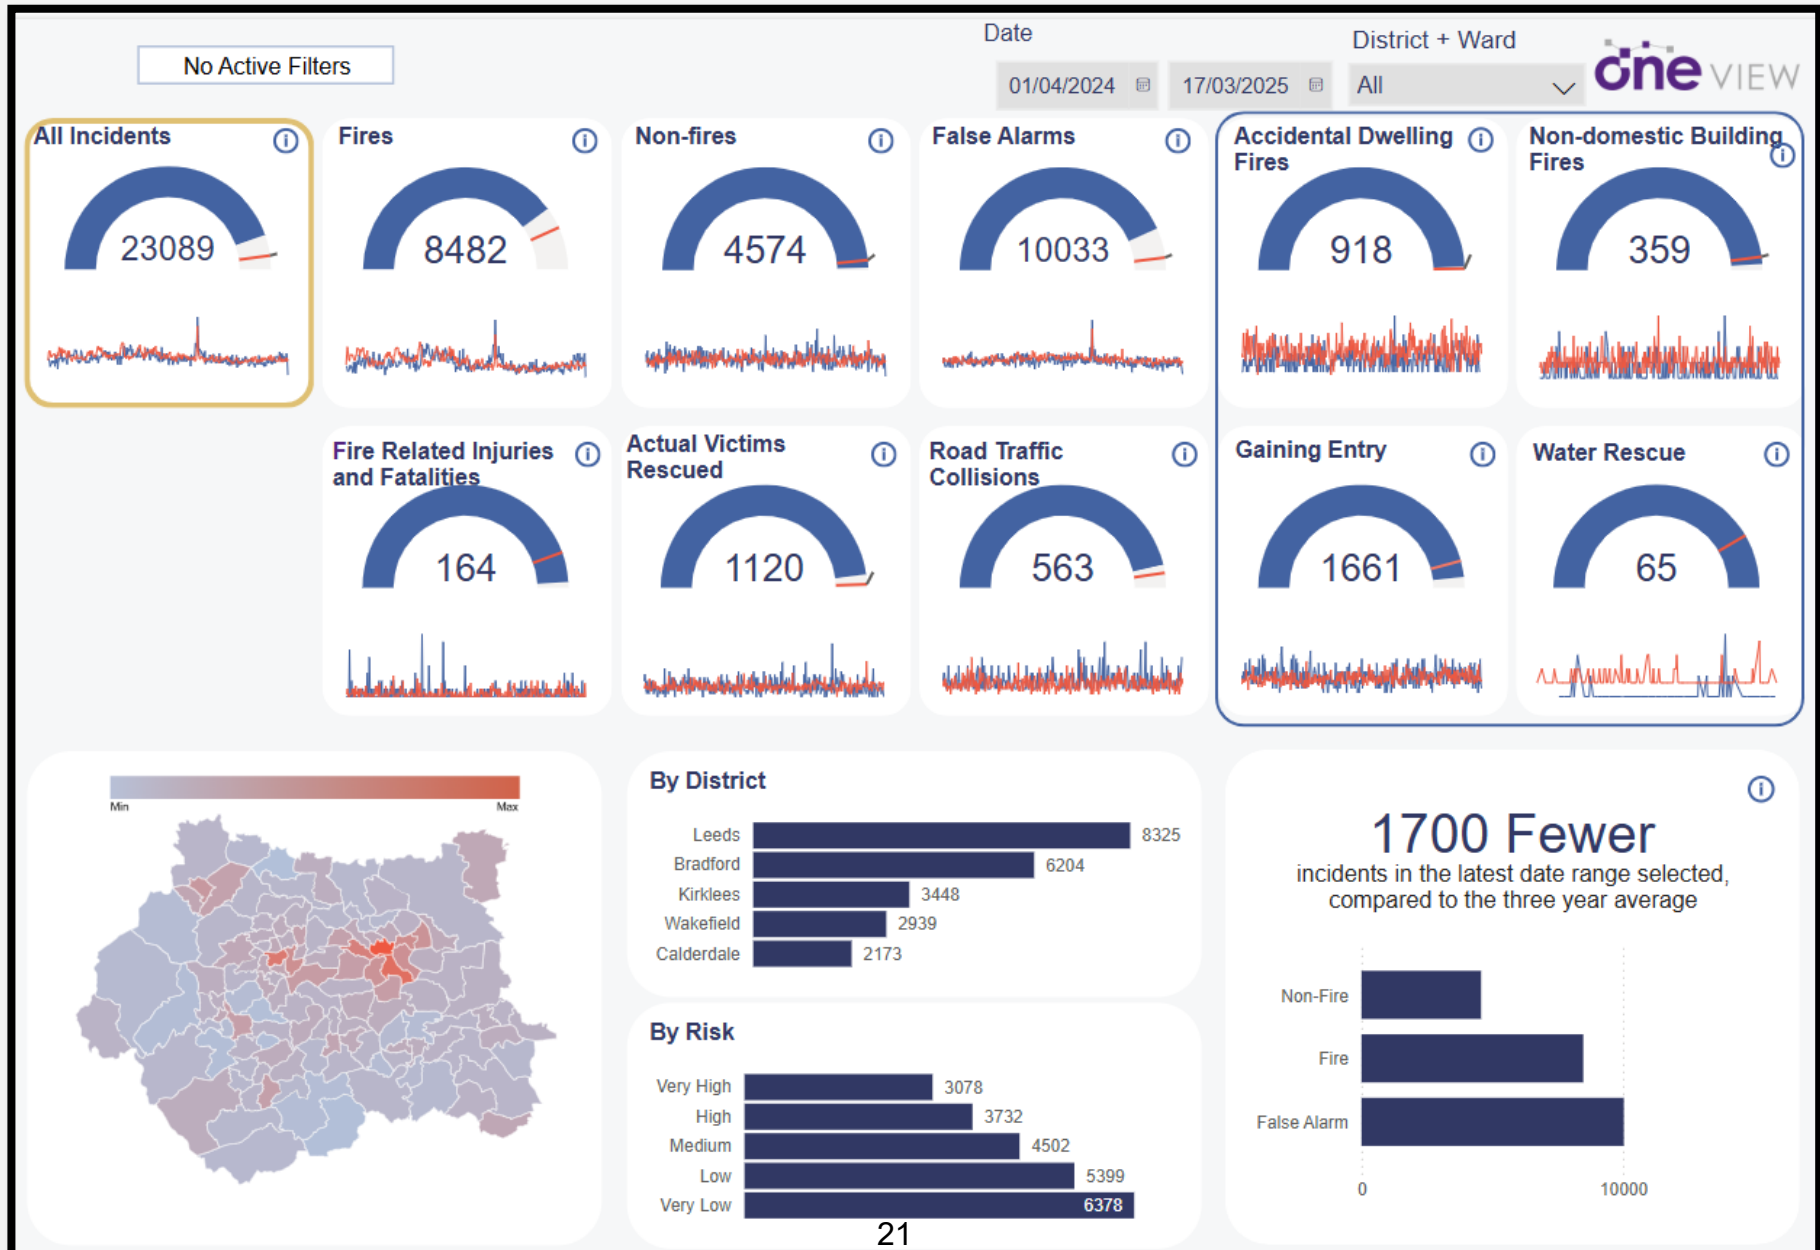 No Active Filters
Date
01/04/2024
17/03/2025
District + Ward
All
one VIEW
All Incidents
23089
Fires
8482
Non-fires
4574
False Alarms
10033
Accidental Dwelling
Fires
918
Non-domestic Building
Fires
359
Fire Related Injuries
and Fatalities
164
Actual Victims
Rescued
1120
Road Traffic
Collisions
563
Gaining Entry
1661
Water Rescue
65
Min
Max
By District
Leeds 8325
Bradford 6204
Kirklees 3448
Wakefield 2939
Calderdale 2173
By Risk
Very High 3078
High 3732
Medium 4502
Low 5399
Very Low 6378
1700 Fewer
incidents in the latest date range selected,
compared to the three year average
Non-Fire
Fire
False Alarm
0 10000
21